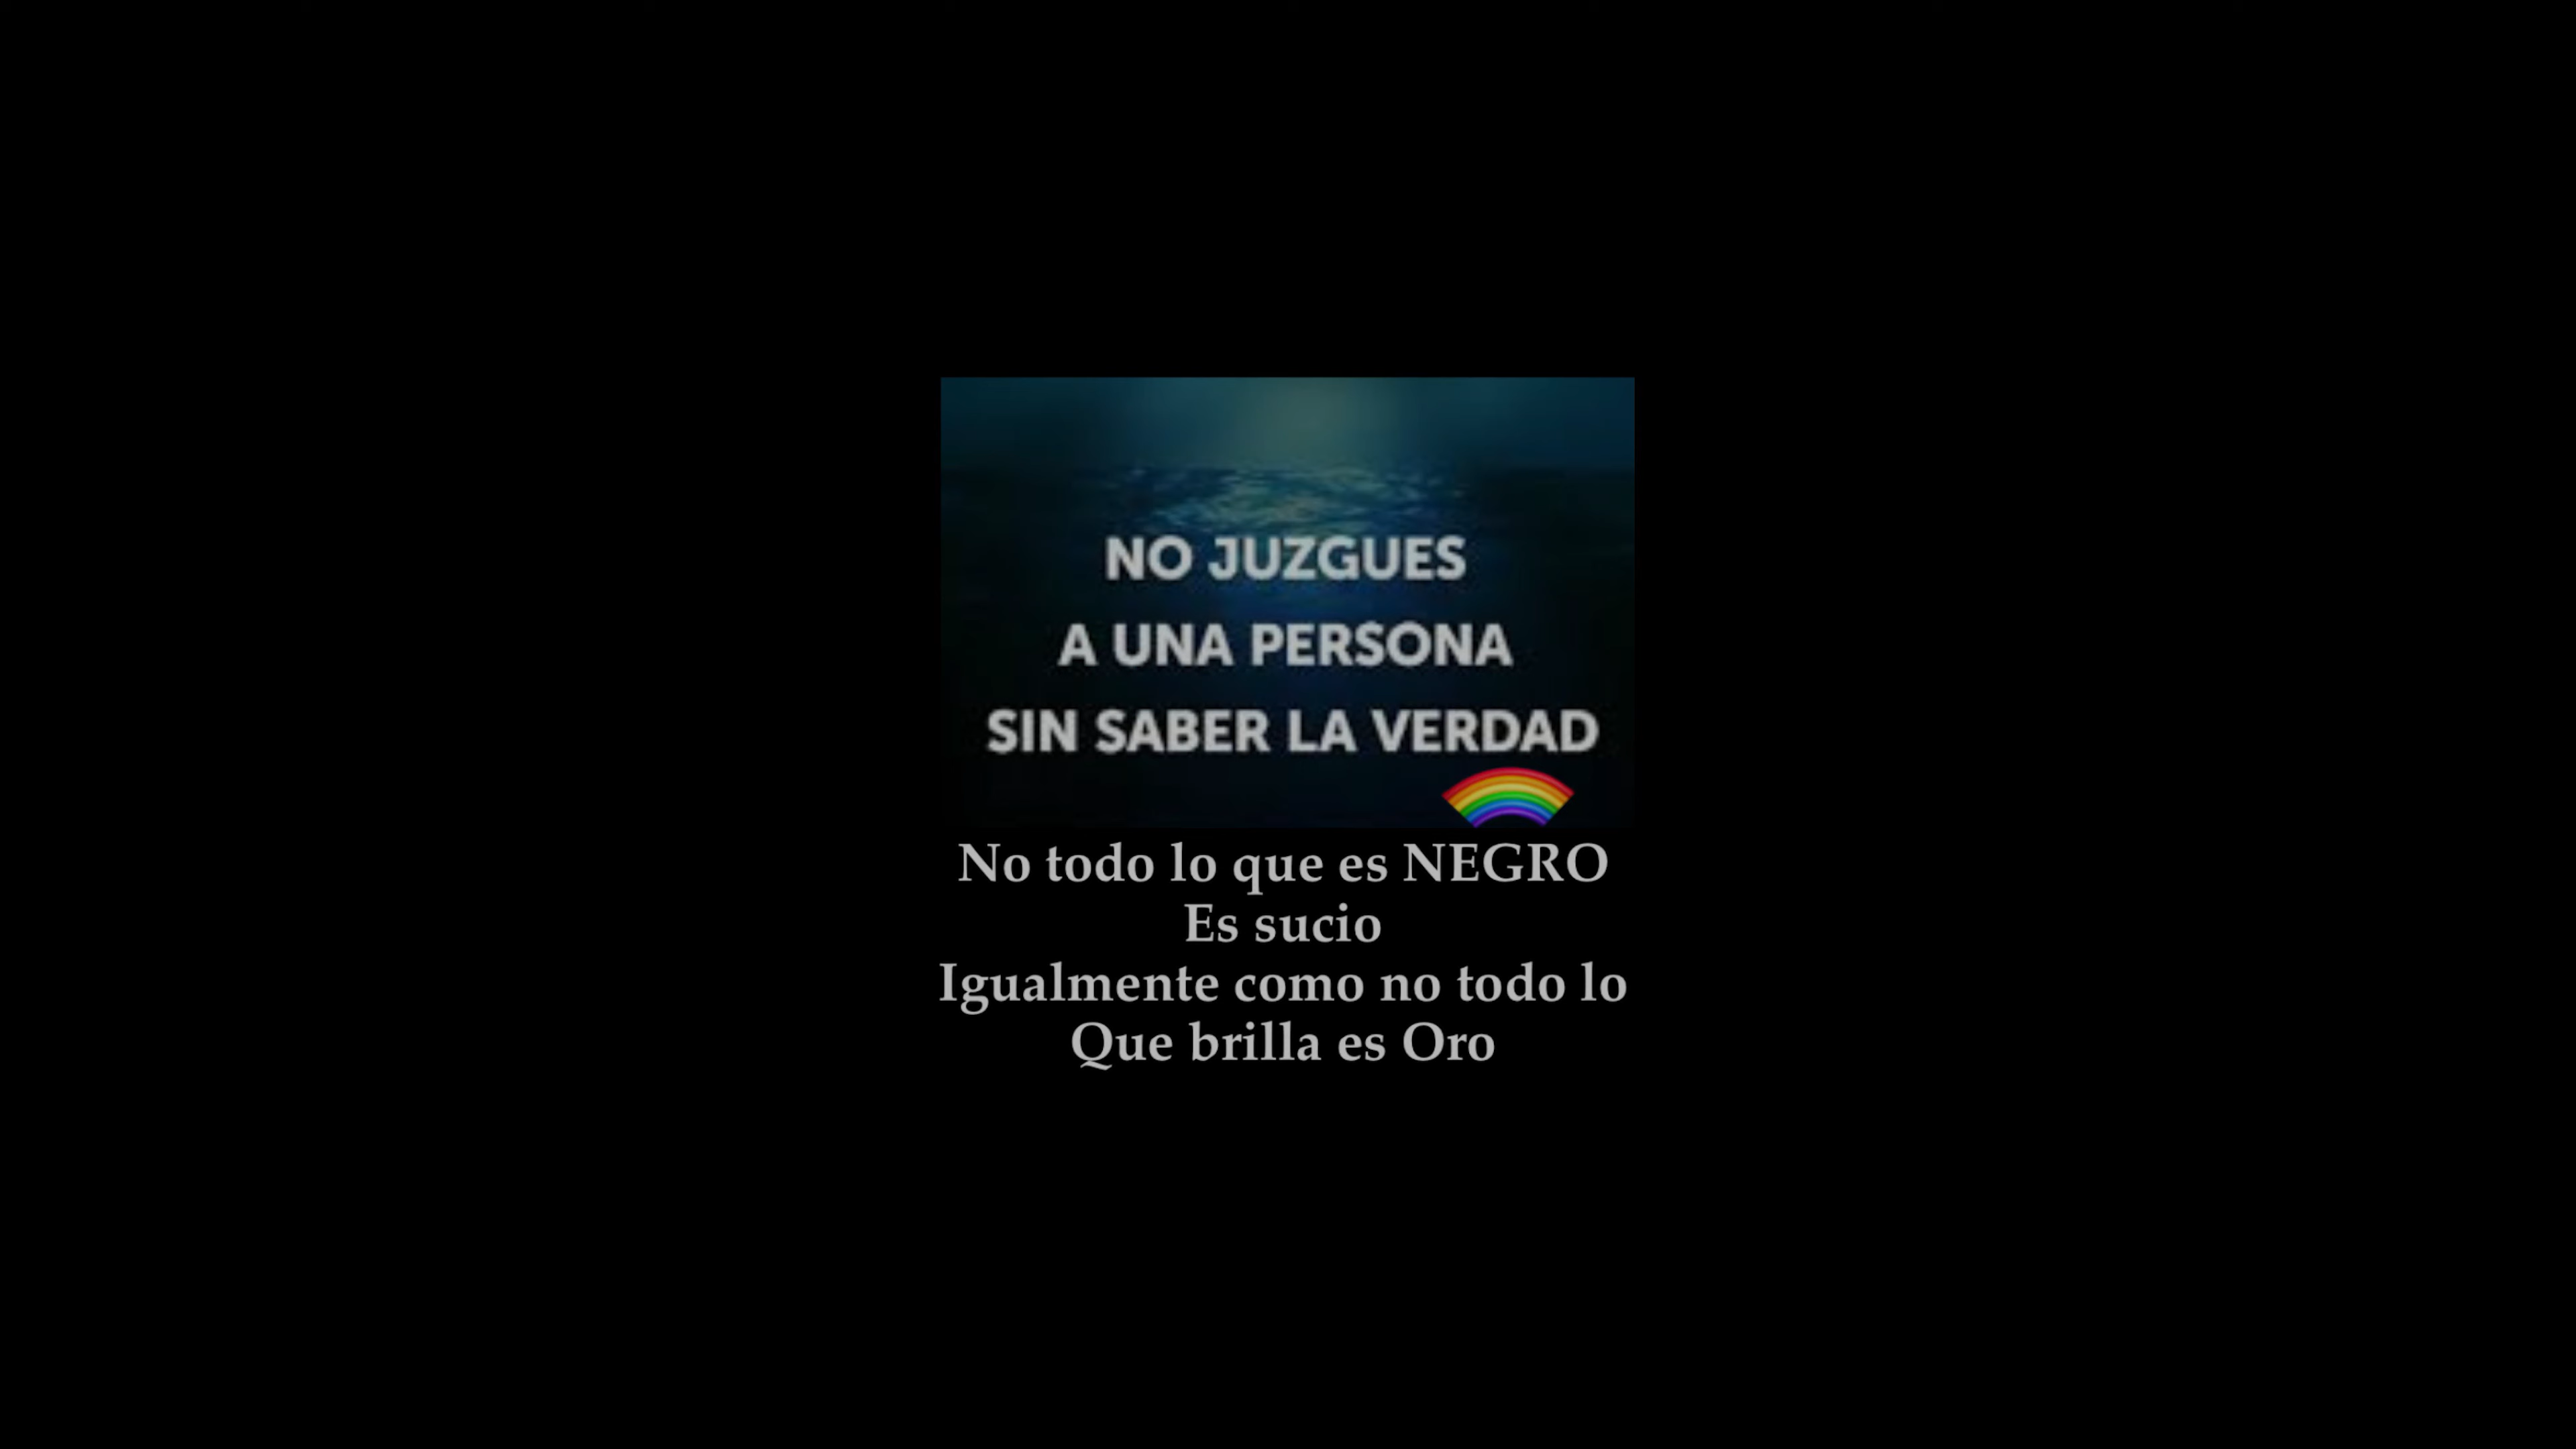 NO JUZGUES
A UNA PERSONA
SIN SABER LA VERDAD
No todo lo que es NEGRO
Es sucio
Igualmente como no todo lo
Que brilla es Oro